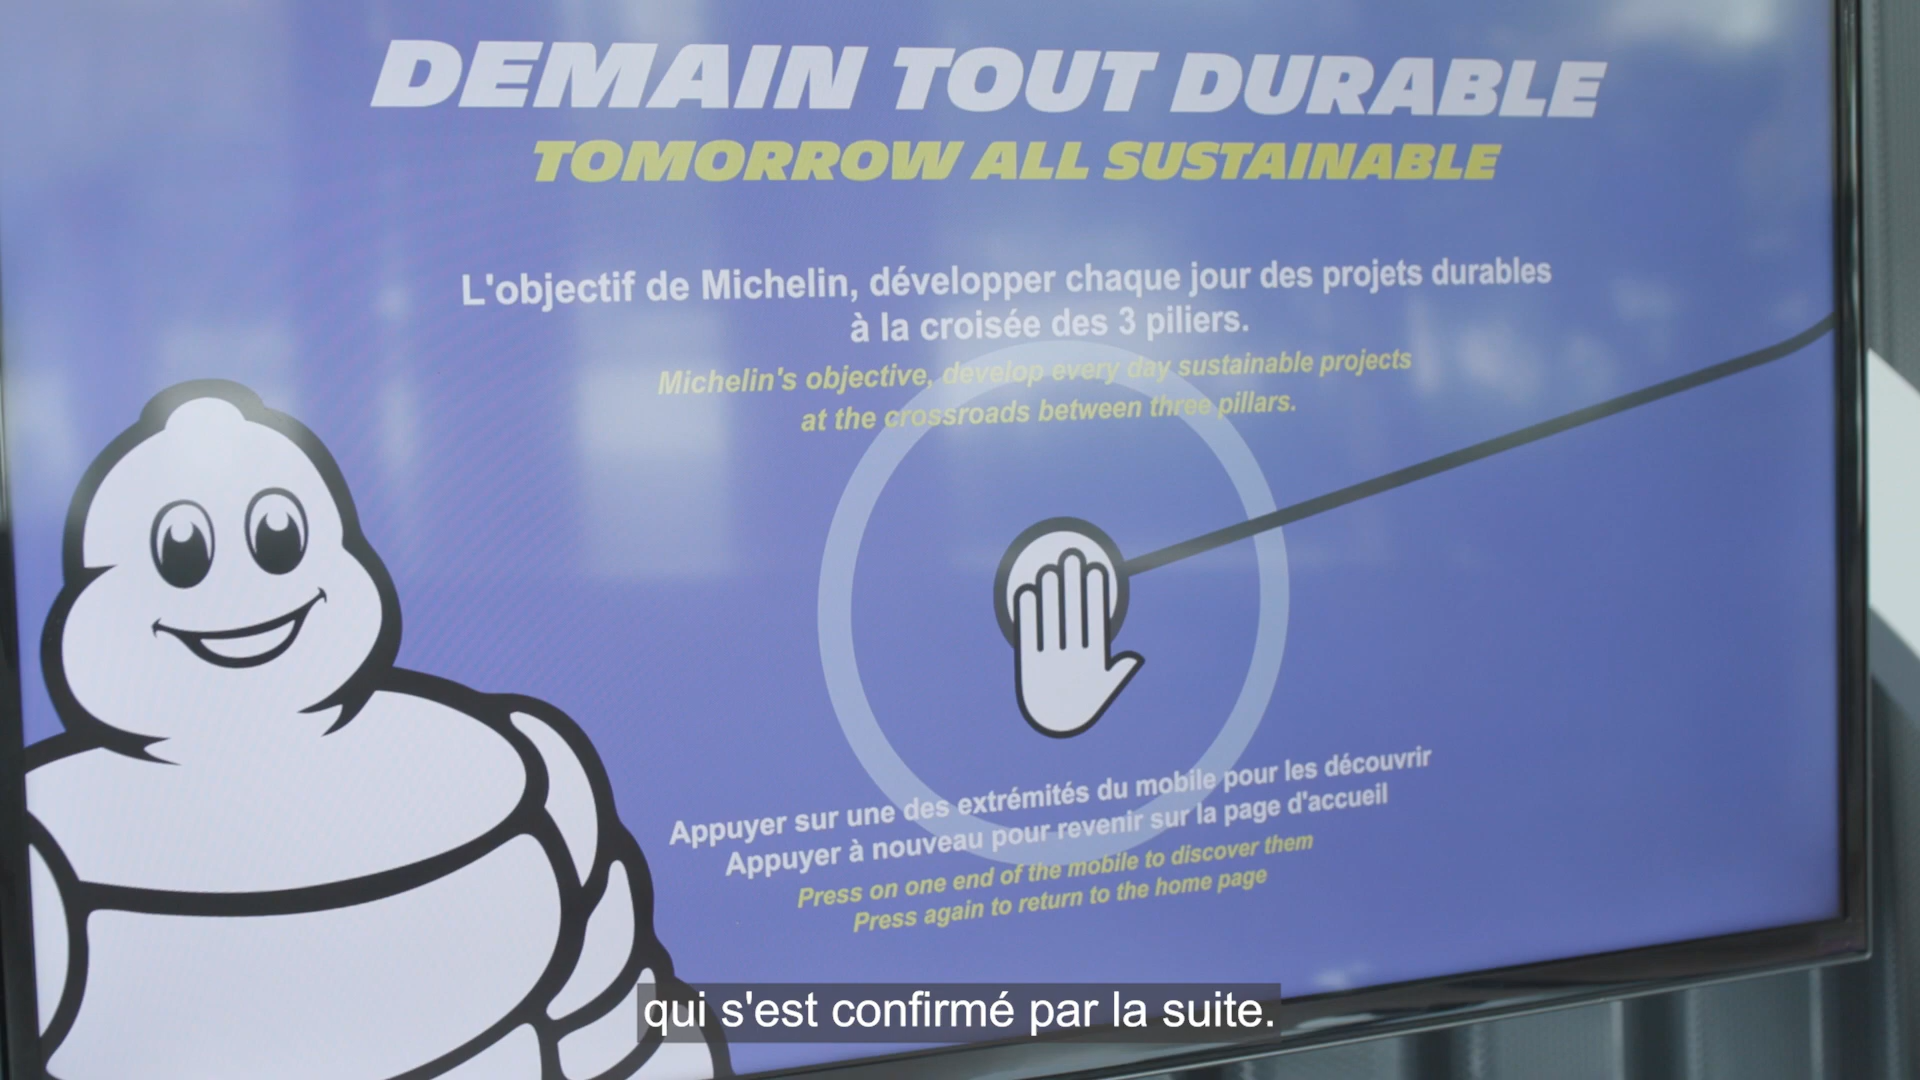 DEMAIN TOUT DURABLE
TOMORROW ALL SUSTAINABLE
L'objectif de Michelin, développer chaque jour des projets durables
à la croisée des 3 piliers.
Michelin's objective, develop every day sustainable projects
at the crossroads between three pillars.
Appuyer sur une des extrémités du mobile pour les découvrir
Appuyer à nouveau pour revenir sur la page d'accueil
Press on one end of the mobile to discover them
Press again to return to the home page
qui s'est confirmé par la suite.